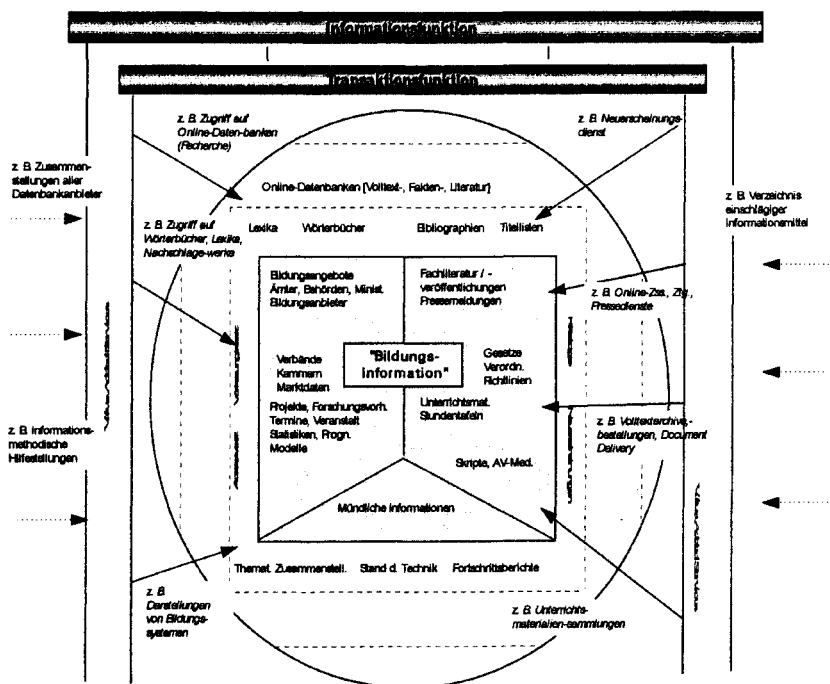 Informationsfunktion
Transaktionsfunktion
z. B. Zugriff auf
Online-Daten-banken
(Recherche)
z. B. Neuerscheinungs-
dienst
z. B. Zusammen-
stellungen aller
Datenbankanbieter
Online-Datenbanken [Volltext-, Fakten-, Literatur]
z. B. Verzeichnis
einschlägiger
Informationsmittel
z. B. Zugriff auf
Wörterbücher, Lexika,
Nachschlage-werke
Lexika Wörterbücher Bibliographien Titellisten
Bildungsangebote
Ämter, Behörden, Minist.
Bildungsanbieter
Fachliteratur / -
veröffentlichungen
Pressemeldungen
z. B. Online-Zss., Ztg.,
Pressedienste
"Bildungs-
information"
Verbände
Kammern
Marktdaten
Gesetze
Verordn.
Richtlinien
Projekte, Forschungsvorh.
Termine, Veranstalt
Statistiken, Progn.
Modelle
Unterrichtsmat.
Stundentafeln
z. B. Informations-
methodische
Hilfestellungen
z. B. Volltextarchive,-
bestellungen, Document
Delivery
Skripte, AV-Med.
Mündliche Informationen
Themat. Zusammenstell. Stand d. Technik Fortschrittsberichte
z. B.
Darstellungen
von Bildungs-
systemen
z. B. Unterrichts-
materialien-sammlungen